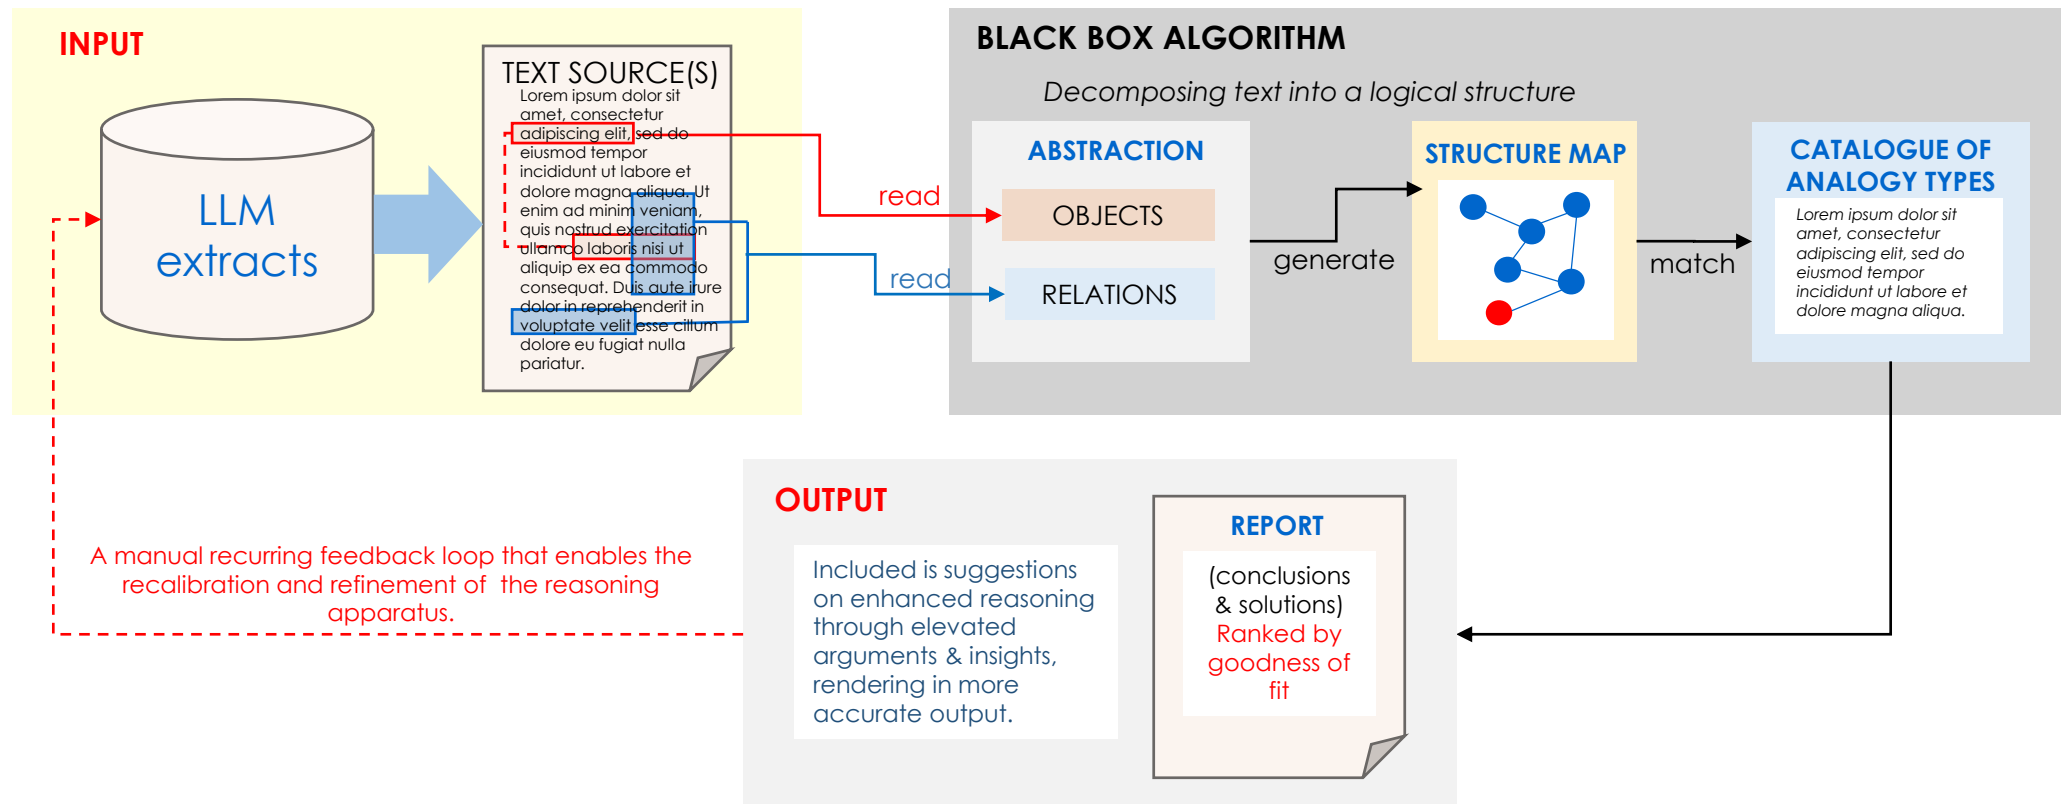 INPUT
LLM
extracts
TEXT SOURCE(S)
Lorem ipsum dolor sit
amet, consectetur
adipiscing elit, sed do
eiusmod tempor
incididunt ut labore et
dolore magna aliqua. Ut
enim ad minim veniam,
quis nostrud exercitation
ullamco laboris nisi ut
aliquip ex ea commodo
consequat. Duis aute irure
dolor in reprehenderit in
voluptate velit esse cillum
dolore eu fugiat nulla
pariatur.
read
read
BLACK BOX ALGORITHM
Decomposing text into a logical structure
ABSTRACTION
OBJECTS
RELATIONS
generate
STRUCTURE MAP
match
CATALOGUE OF
ANALOGY TYPES
Lorem ipsum dolor sit
amet, consectetur
adipiscing elit, sed do
eiusmod tempor
incididunt ut labore et
dolore magna aliqua.
OUTPUT
Included is suggestions
on enhanced reasoning
through elevated
arguments & insights,
rendering in more
accurate output.
REPORT
(conclusions
& solutions)
Ranked by
goodness of
fit
A manual recurring feedback loop that enables the
recalibration and refinement of the reasoning
apparatus.